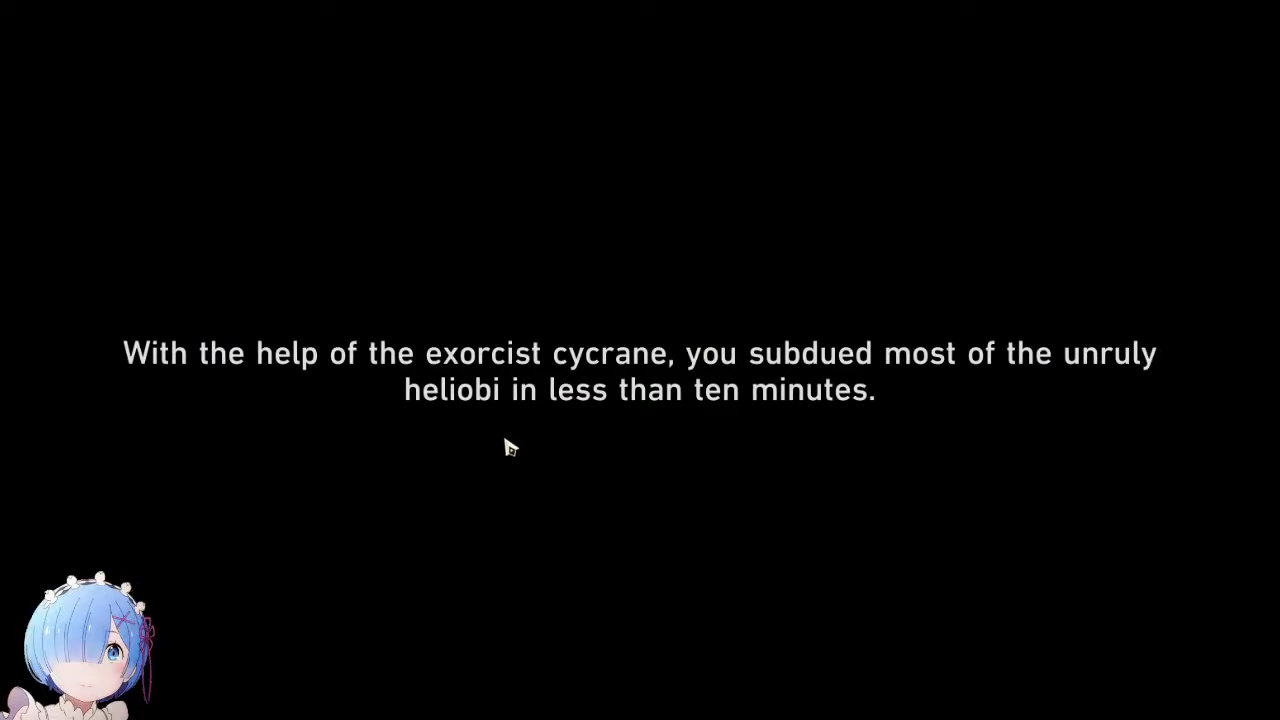 With the help of the exorcist cycrane, you subdued most of the unruly
heliobi in less than ten minutes.